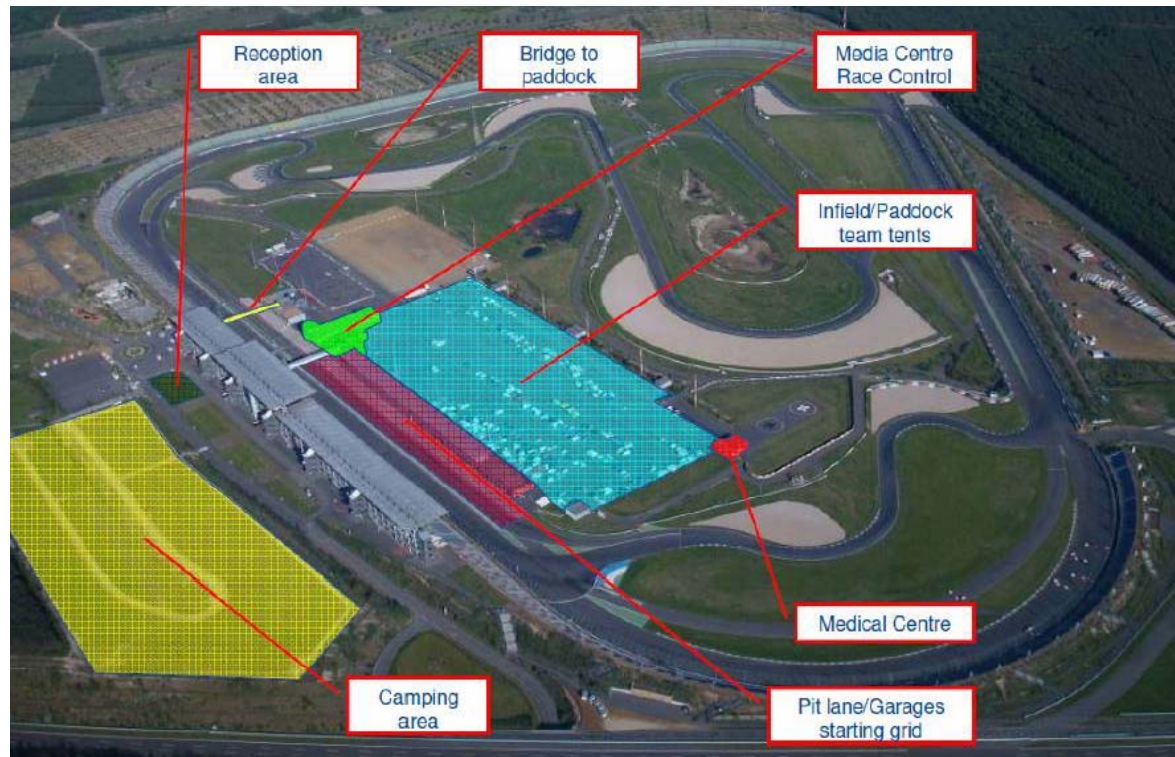 Reception
area
Bridge to
paddock
Media Centre
Race Control
Infield/Paddock
team tents
Medical Centre
Camping
area
Pit lane/Garages
starting grid